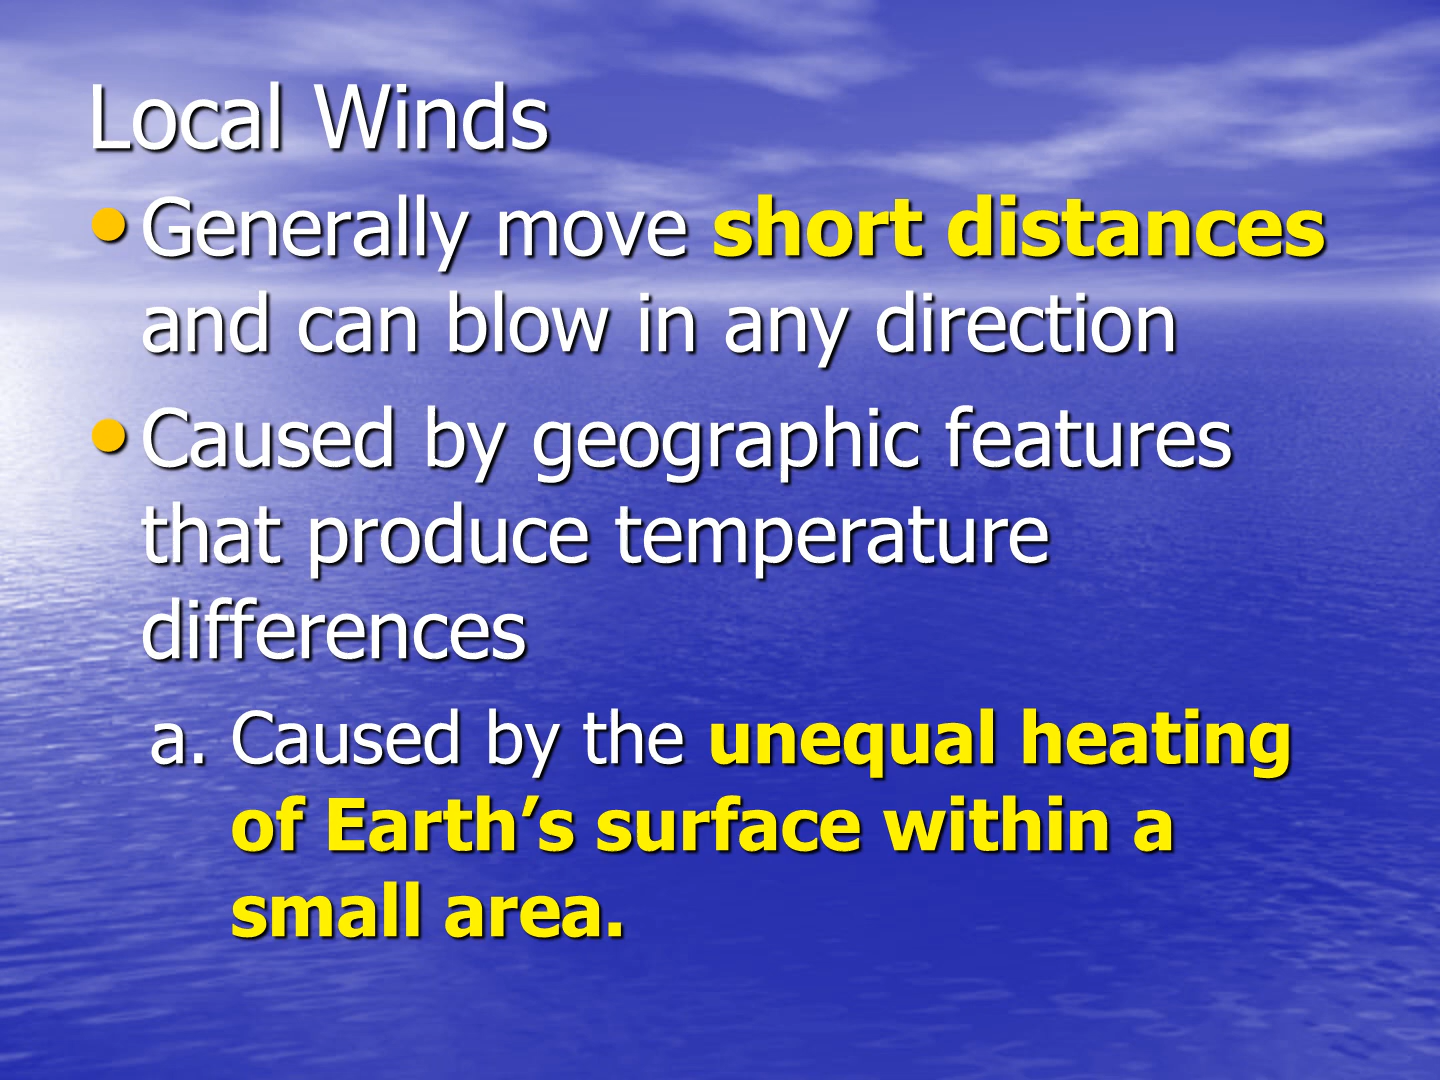 Local Winds
• Generally move short distances
and can blow in any direction
• Caused by geographic features
that produce temperature
differences
a. Caused by the unequal heating
of Earth’s surface within a
small area.